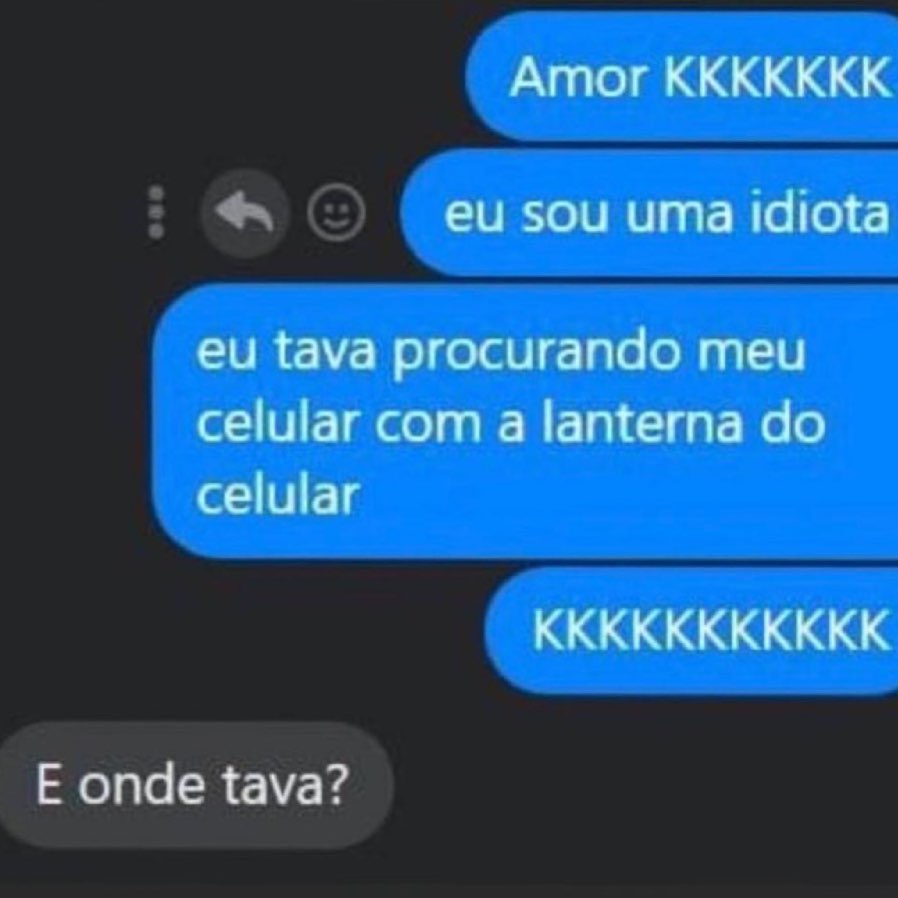 Amor KKKKKKK
eu sou uma idiota
eu tava procurando meu
celular com a lanterna do
celular
KKKKKKKKKKK
E onde tava?